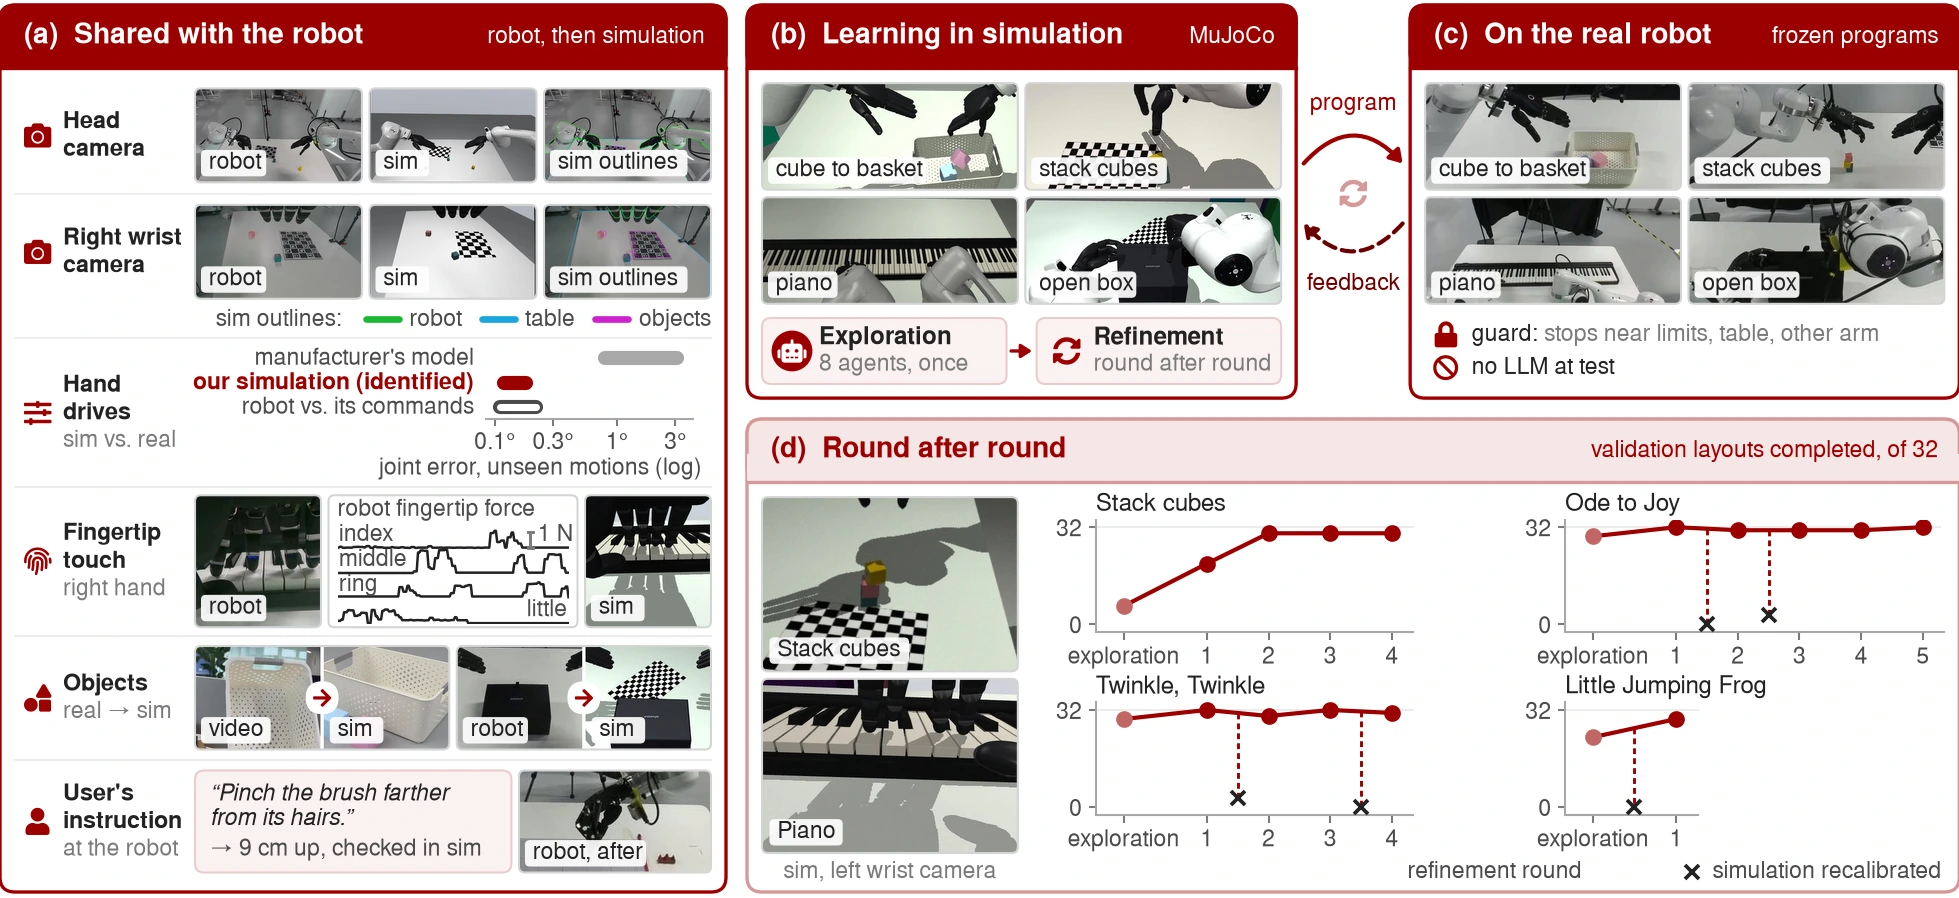 (a) Shared with the robot
robot, then simulation
Head
camera
robot
sim
sim outlines
Right wrist
camera
robot
sim
sim outlines
sim outlines:
robot
table
objects
Hand
drives
sim vs. real
manufacturer's model
our simulation (identified)
robot vs. its commands
0.1° 0.3° 1° 3°
joint error, unseen motions (log)
Fingertip
touch
right hand
robot
robot fingertip force
index
1 N
middle
ring
little
sim
Objects
real → sim
video
sim
robot
sim
User's
instruction
at the robot
“Pinch the brush farther
from its hairs.”
→ 9 cm up, checked in sim
robot, after
(b) Learning in simulation
MuJoCo
cube to basket
stack cubes
piano
open box
Exploration
8 agents, once
Refinement
round after round
program
feedback
(c) On the real robot
frozen programs
cube to basket
stack cubes
piano
open box
guard: stops near limits, table, other arm
no LLM at test
(d) Round after round
validation layouts completed, of 32
Stack cubes
Piano
sim, left wrist camera
Stack cubes
32
0
exploration 1 2 3 4
Ode to Joy
32
0
exploration 1 2 3 4 5
Twinkle, Twinkle
32
0
exploration 1 2 3 4
Little Jumping Frog
32
0
exploration 1
refinement round
simulation recalibrated